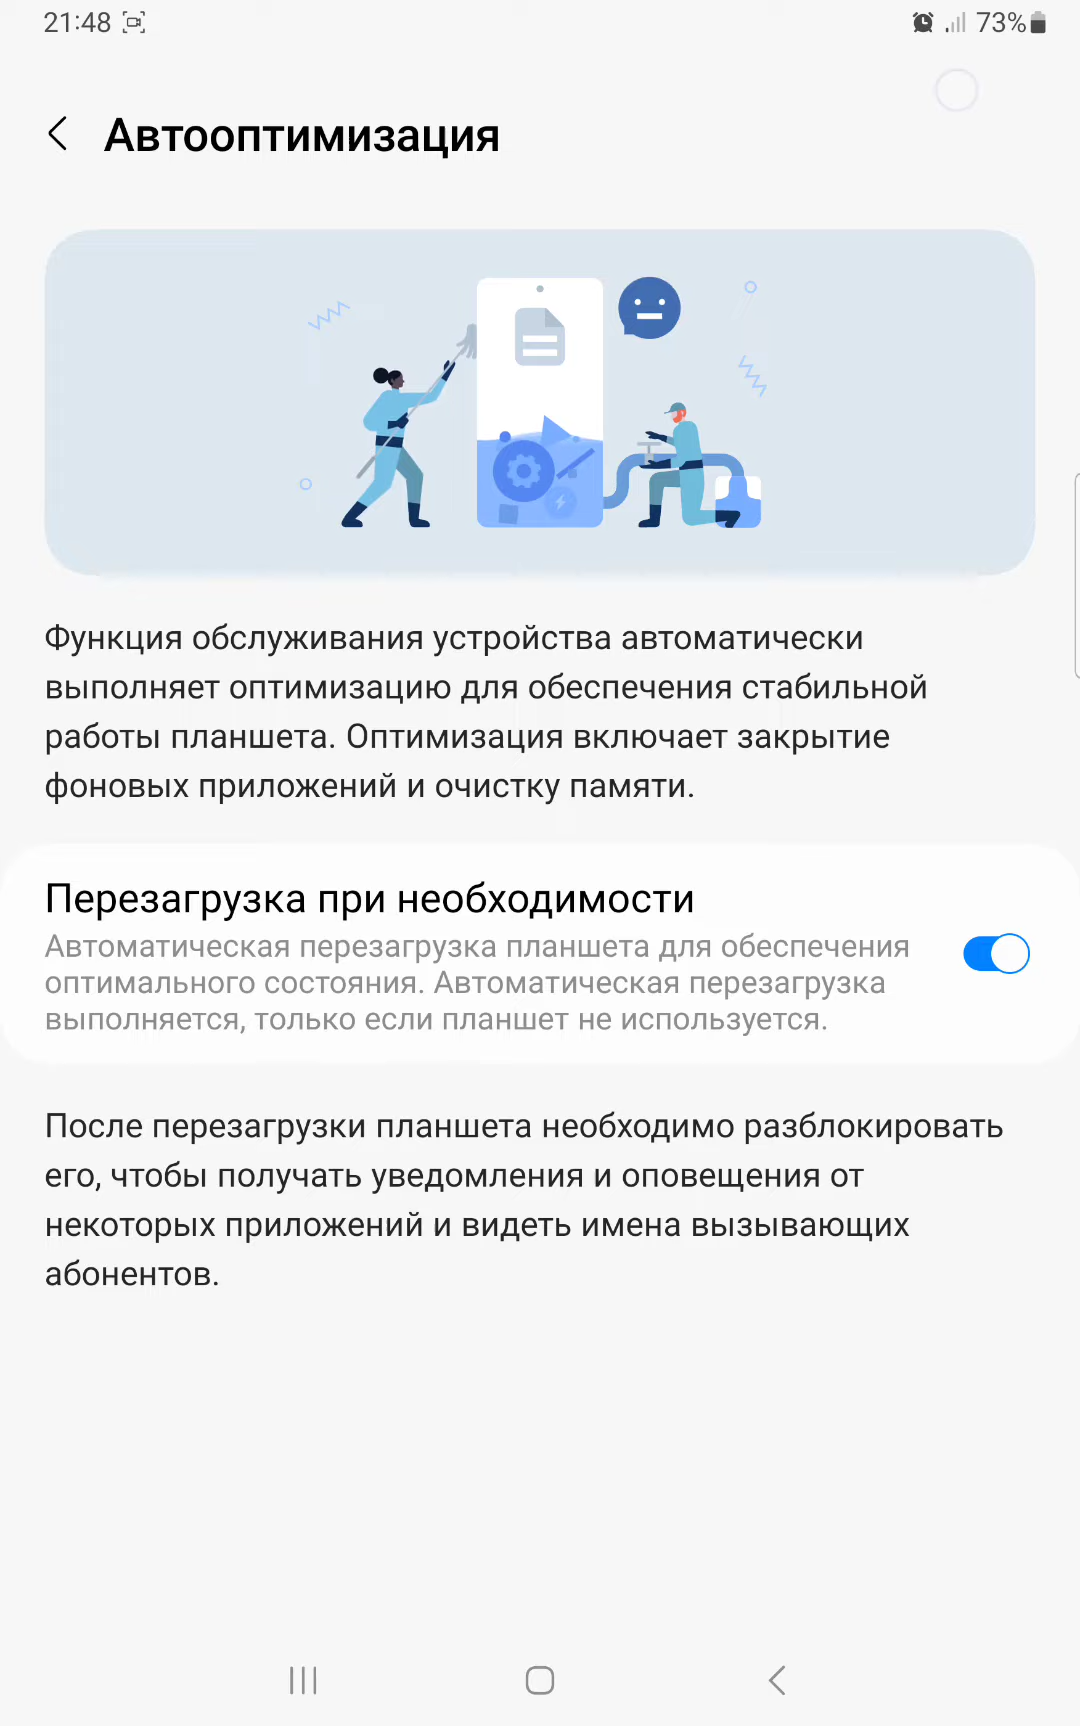 21:48
73%
Автооптимизация
Функция обслуживания устройства автоматически
выполняет оптимизацию для обеспечения стабильной
работы планшета. Оптимизация включает закрытие
фоновых приложений и очистку памяти.
Перезагрузка при необходимости
Автоматическая перезагрузка планшета для обеспечения
оптимального состояния. Автоматическая перезагрузка
выполняется, только если планшет не используется.
После перезагрузки планшета необходимо разблокировать
его, чтобы получать уведомления и оповещения от
некоторых приложений и видеть имена вызывающих
абонентов.